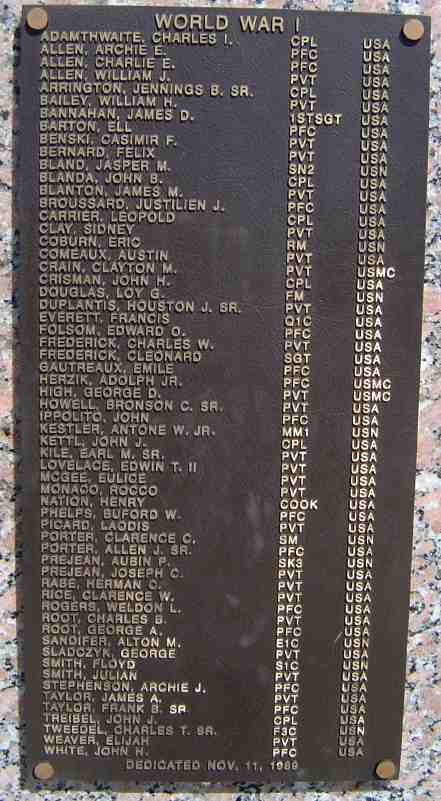 WORLD WAR I
ADAMTHWAITE, CHARLES I. CPL USA
ALLEN, ARCHIE E. PFC USA
ALLEN, CHARLIE E. PFC USA
ALLEN, WILLIAM J. PVT USA
ARRINGTON, JENNINGS B. SR. CPL USA
BAILEY, WILLIAM H. PVT USA
BANNAHAN, JAMES D. 1STSGT USA
BARTON, ELL PFC USA
BENSKI, CASIMIR F. PVT USA
BERNARD, FELIX PVT USA
BLAND, JASPER M. SN2 USN
BLANDA, JOHN B. CPL USA
BLANTON, JAMES M. PVT USA
BROUSSARD, JUSTILIEN J. PFC USA
CARRIER, LEOPOLD CPL USA
CLAY, SIDNEY PVT USA
COBURN, ERIC RM USN
COMEAUX, AUSTIN PVT USA
CRAIN, CLAYTON M. PVT USMC
CRISMAN, JOHN H. CPL USA
DOUGLAS, LOY G. FM USN
DUPLANTIS, HOUSTON J. SR. PVT USA
EVERETT, FRANCIS Q1C USA
FOLSOM, EDWARD O. PFC USA
FREDERICK, CHARLES W. PVT USA
FREDERICK, CLEONARD SGT USA
GAUTREAUX, EMILE PFC USA
HERZIK, ADOLPH JR. PFC USMC
HIGH, GEORGE D. PVT USMC
HOWELL, BRONSON C. SR. PVT USA
IPPOLITO, JOHN PFC USA
KESTLER, ANTONE W. JR. MM1 USN
KETTL, JOHN J. CPL USA
KILE, EARL M. SR. PVT USA
LOVELACE, EDWIN T. II PVT USA
MCGEE, EULICE PVT USA
MONACO, ROCCO PVT USA
MATION, HENRY COOK USA
PHELPS, BUFORD W. PFC USA
PICARD, LAODIS PVT USA
PORTER, CLARENCE C. SM USN
PORTER, ALLEN J. SR. PFC USA
PREJEAN, AUBIN P. SK3 USN
PREJEAN, JOSEPH C. PVT USA
RABE, HERMAN C. PVT USA
RICE, CLARENCE W. PVT USA
ROGERS, WELDON L. PFC USA
ROOT, CHARLES B. PVT USA
ROOT, GEORGE A. PFC USA
SANDIFER, ALTON M. E1C USN
SLADCZYK, GEORGE PVT USA
SMITH, FLOYD S1C USN
SMITH, JULIAN PVT USA
STEPHENSON, ARCHIE J. PFC USA
TAYLOR, JAMES A. PVT USA
TAYLOR, FRANK B. SR PFC USA
TREIBEL, JOHN J. CPL USA
TWEEDEL, CHARLES T. SR. F3C USN
WEAVER, ELIJAH PVT USA
WHITE, JOHN H. PFC USA
DEDICATED NOV. 11, 1989